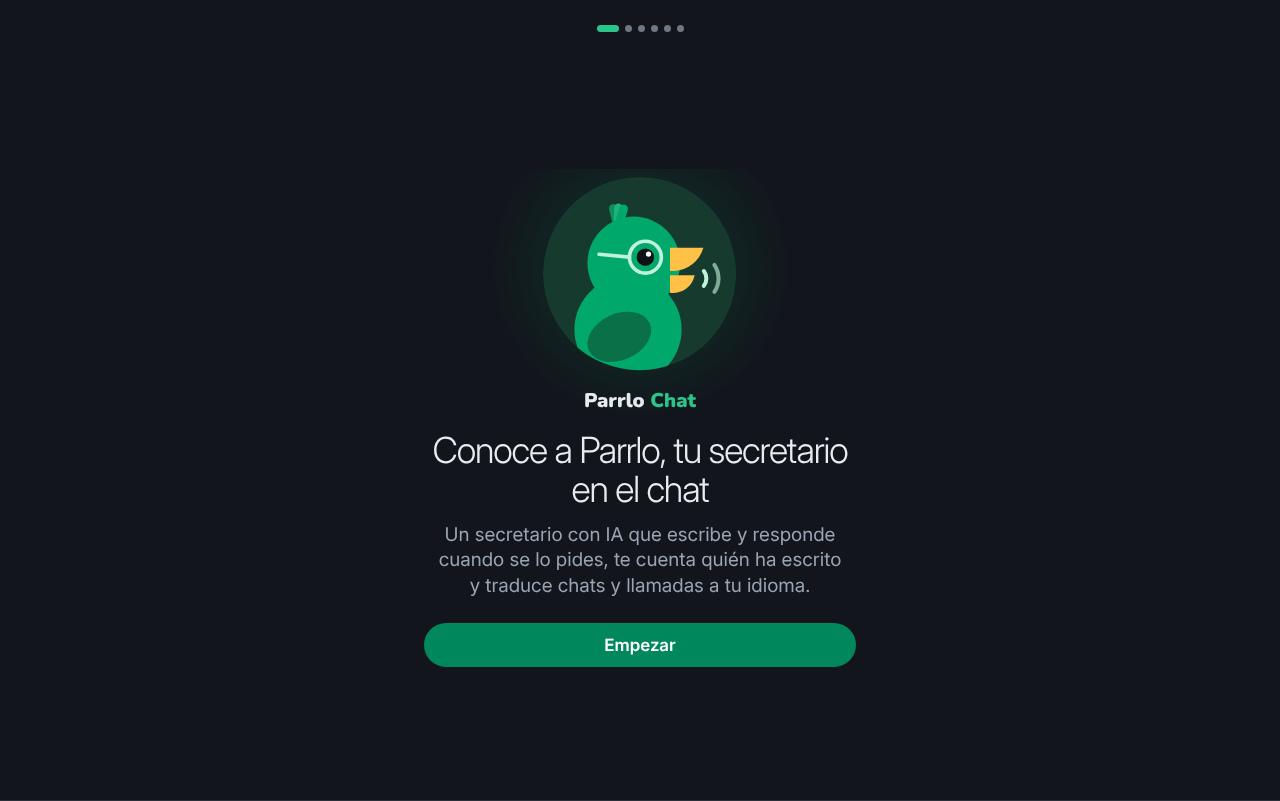 Parrlo Chat
Conoce a Parrlo, tu secretario
en el chat
Un secretario con IA que escribe y responde
cuando se lo pides, te cuenta quién ha escrito
y traduce chats y llamadas a tu idioma.
Empezar